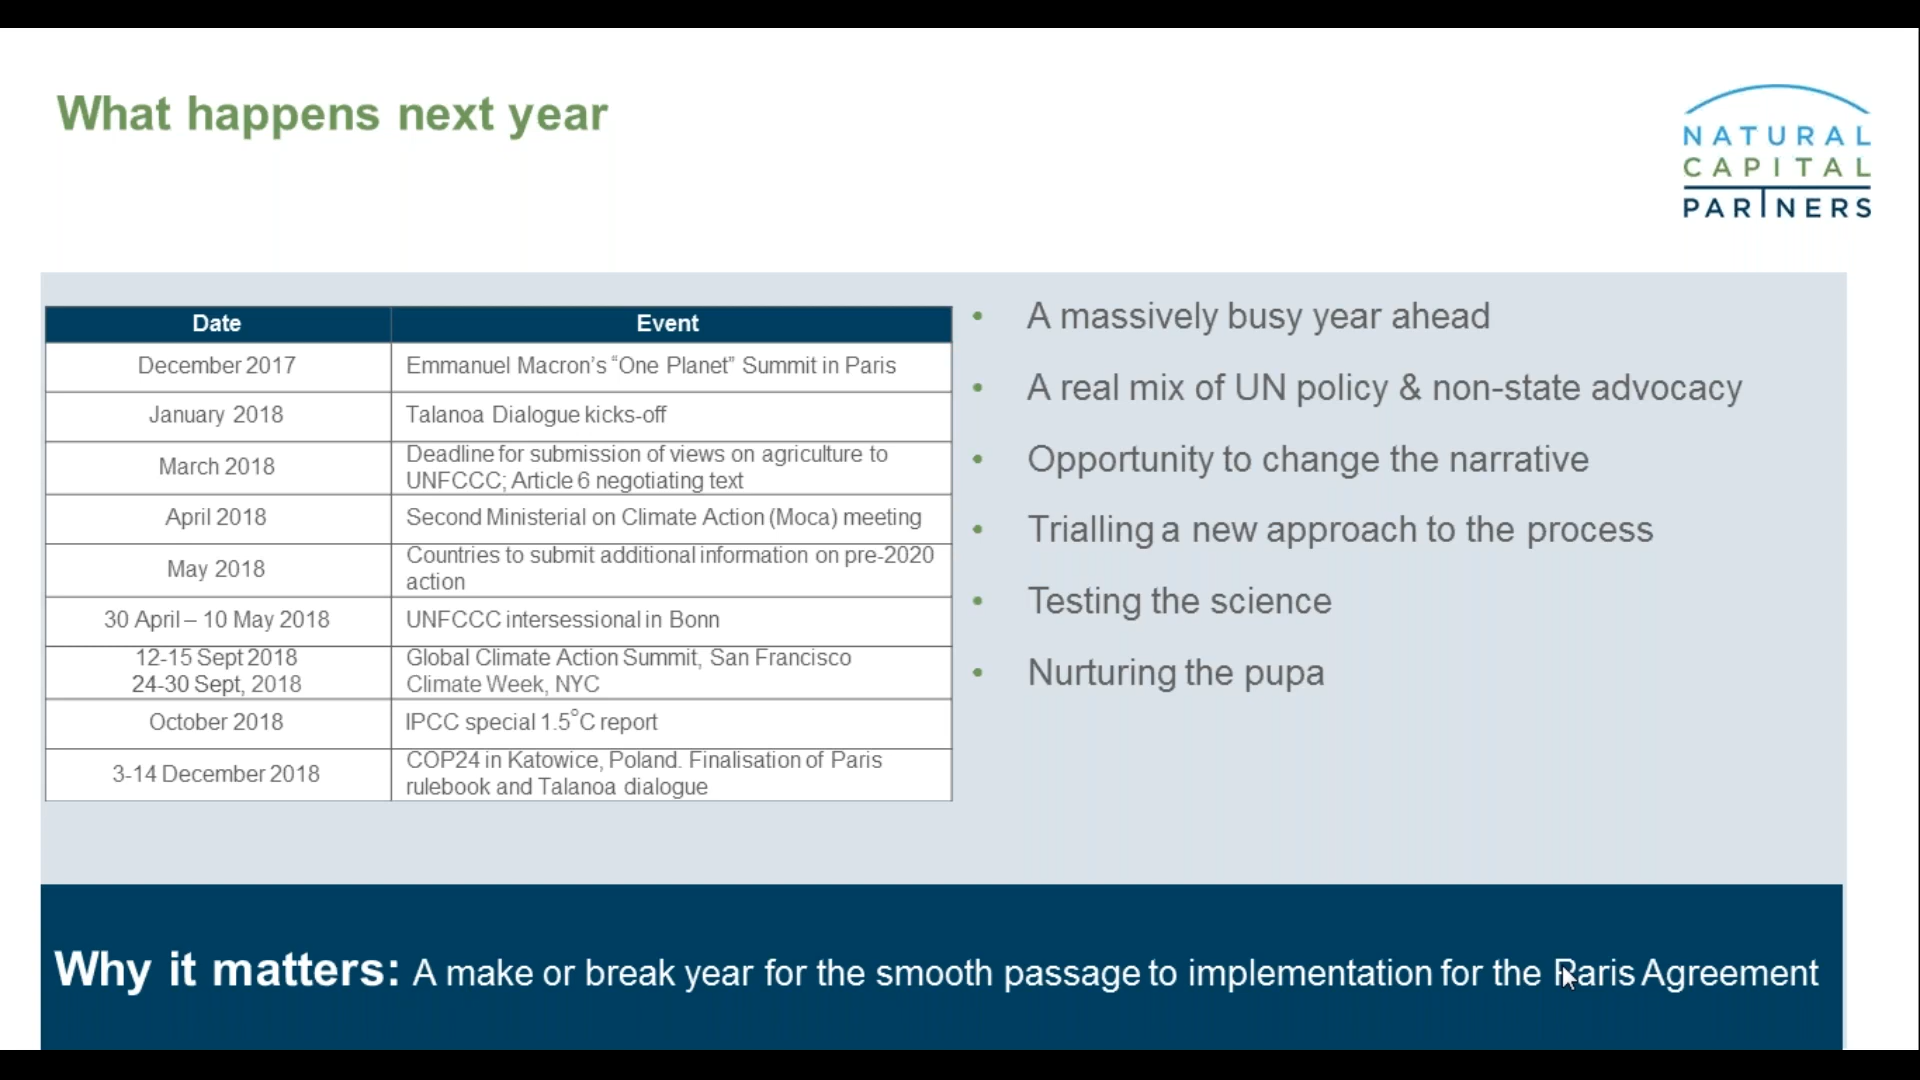 What happens next year
NATURAL
CAPITAL
PARTNERS
Date Event
December 2017 Emmanuel Macron’s “One Planet” Summit in Paris
January 2018 Talanoa Dialogue kicks-off
March 2018 Deadline for submission of views on agriculture to
UNFCCC; Article 6 negotiating text
April 2018 Second Ministerial on Climate Action (Moca) meeting
May 2018 Countries to submit additional information on pre-2020
action
30 April – 10 May 2018 UNFCCC intersessional in Bonn
12-15 Sept 2018 Global Climate Action Summit, San Francisco
24-30 Sept, 2018 Climate Week, NYC
October 2018 IPCC special 1.5°C report
3-14 December 2018 COP24 in Katowice, Poland. Finalisation of Paris
rulebook and Talanoa dialogue
• A massively busy year ahead
• A real mix of UN policy & non-state advocacy
• Opportunity to change the narrative
• Trialling a new approach to the process
• Testing the science
• Nurturing the pupa
Why it matters: A make or break year for the smooth passage to implementation for the Paris Agreement